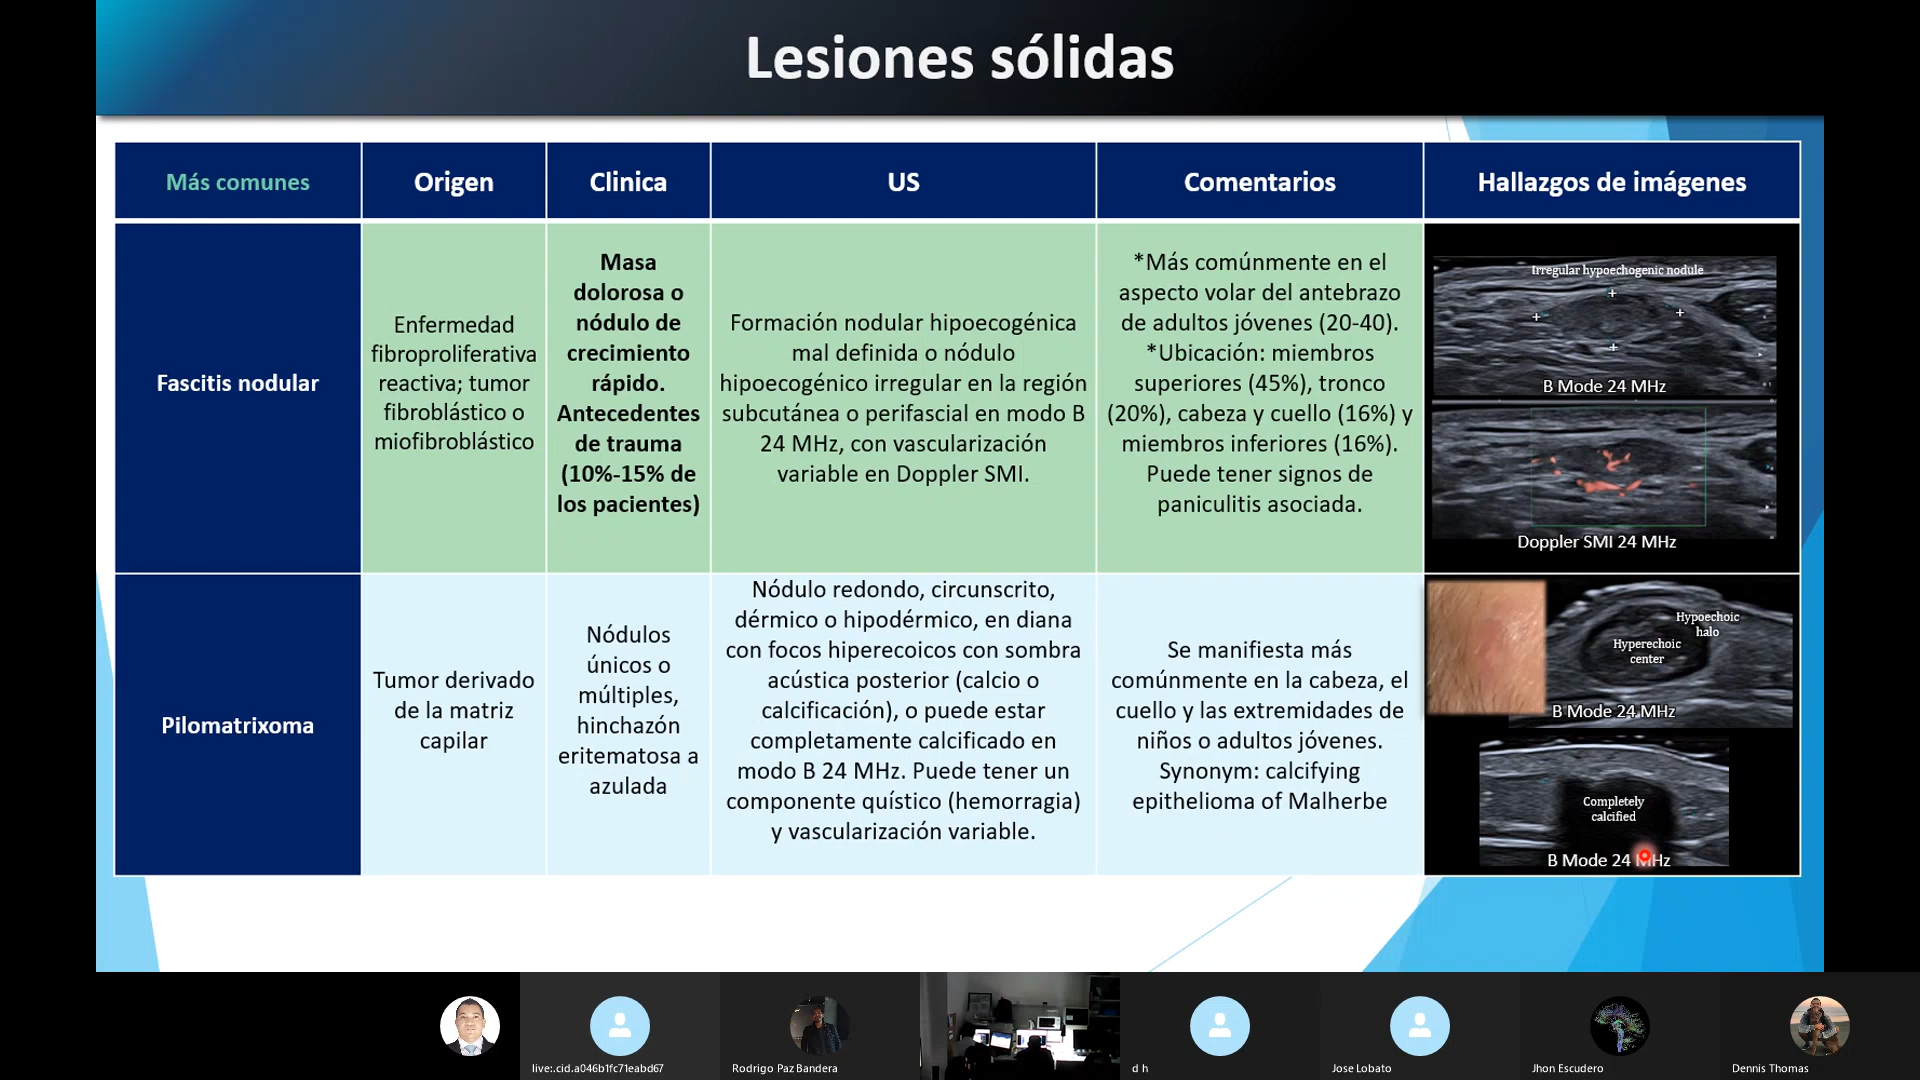 Lesiones sólidas
Más comunes
Origen
Clinica
US
Comentarios
Hallazgos de imágenes
Fascitis nodular
Enfermedad
fibroproliferativa
reactiva; tumor
fibroblástico o
miofibroblástico
Masa
dolorosa o
nódulo de
crecimiento
rápido.
Antecedentes
de trauma
(10%-15% de
los pacientes)
Formación nodular hipoecogénica
mal definida o nódulo
hipoecogénico irregular en la región
subcutánea o perifascial en modo B
24 MHz, con vascularización
variable en Doppler SMI.
*Más comúnmente en el
aspecto volar del antebrazo
de adultos jóvenes (20-40).
*Ubicación: miembros
superiores (45%), tronco
(20%), cabeza y cuello (16%) y
miembros inferiores (16%).
Puede tener signos de
paniculitis asociada.
Irregular hypoechogenic nodule
B Mode 24 MHz
Doppler SMI 24 MHz
Pilomatrixoma
Tumor derivado
de la matriz
capilar
Nódulos
únicos o
múltiples,
hinchazón
eritematosa a
azulada
Nódulo redondo, circunscrito,
dérmico o hipodérmico, en diana
con focos hiperecoicos con sombra
acústica posterior (calcio o
calcificación), o puede estar
completamente calcificado en
modo B 24 MHz. Puede tener un
componente quístico (hemorragia)
y vascularización variable.
Se manifiesta más
comúnmente en la cabeza, el
cuello y las extremidades de
niños o adultos jóvenes.
Synonym: calcifying
epithelioma of Malherbe
Hypoechoic
halo
Hyperechoic
center
B Mode 24 MHz
Completely
calcified
B Mode 24 MHz
live:.cid.a046b1fc71eabd67
Rodrigo Paz Bandera
d h
Jose Lobato
Jhon Escudero
Dennis Thomas